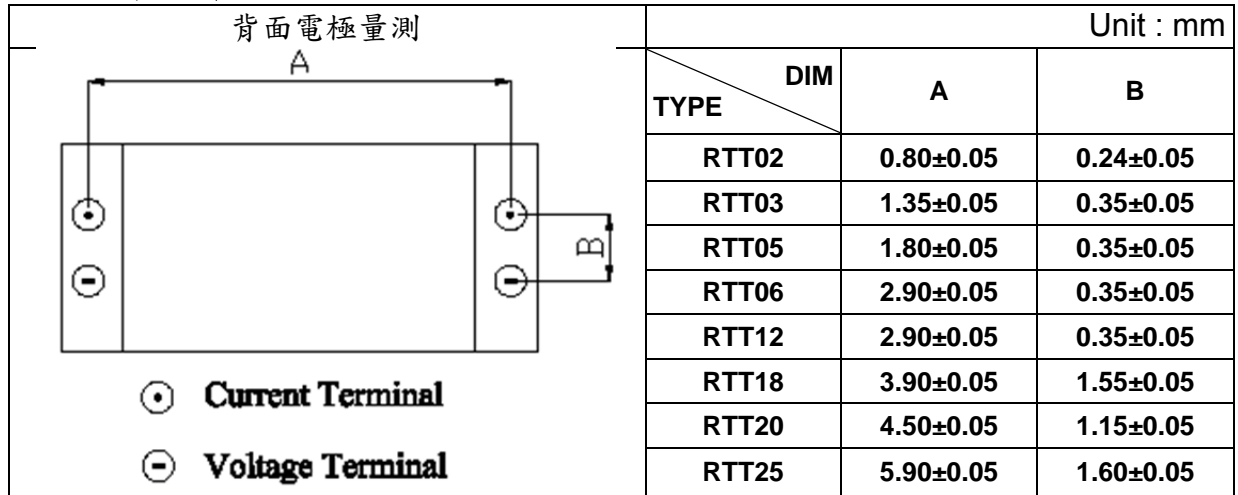 背面電極量測
Unit : mm
A
B
Current Terminal
Voltage Terminal
DIM
TYPE
A B
RTT02 0.80±0.05 0.24±0.05
RTT03 1.35±0.05 0.35±0.05
RTT05 1.80±0.05 0.35±0.05
RTT06 2.90±0.05 0.35±0.05
RTT12 2.90±0.05 0.35±0.05
RTT18 3.90±0.05 1.55±0.05
RTT20 4.50±0.05 1.15±0.05
RTT25 5.90±0.05 1.60±0.05